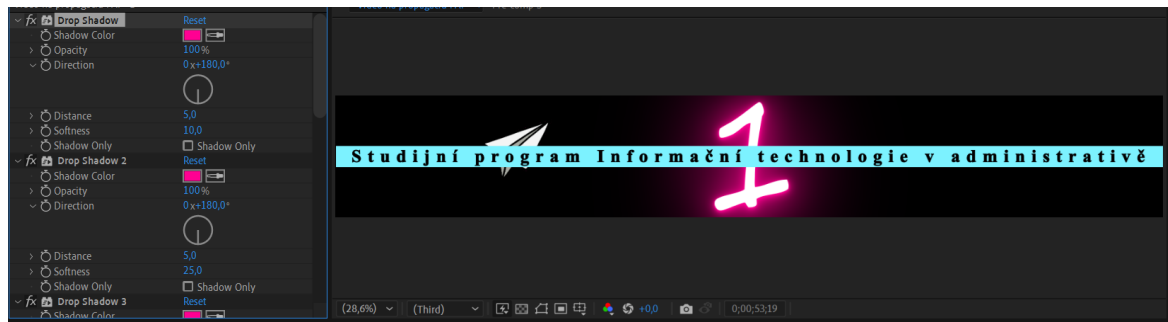 fx Drop Shadow Reset
Shadow Color
Opacity 100%
Direction 0x+180,0°
Distance 5,0
Softness 10,0
Shadow Only Shadow Only
fx Drop Shadow 2 Reset
Shadow Color
Opacity 100%
Direction 0x+180,0°
Distance 5,0
Softness 25,0
Shadow Only Shadow Only
fx Drop Shadow 3 Reset
Shadow Color
1
Studijní program Informační technologie v administrativě
(28,6%) (Third) +0,0 0;00;53;19